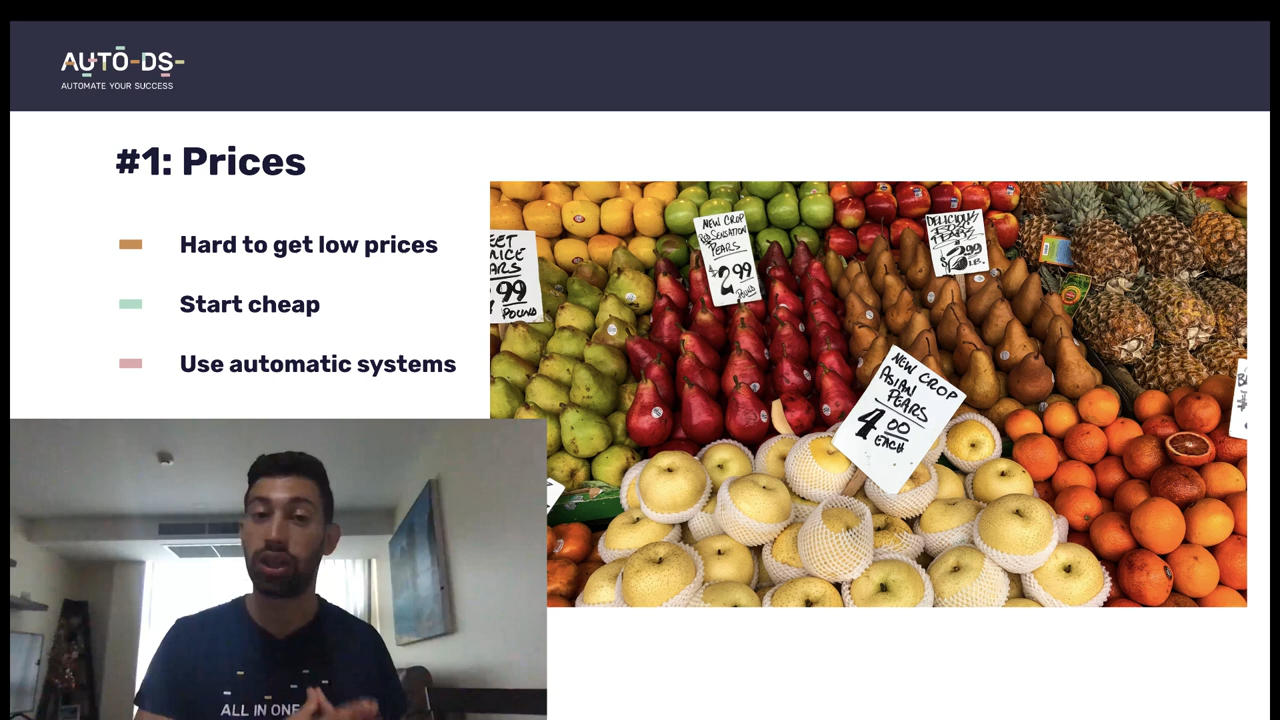 AUTO-DS-
AUTOMATE YOUR SUCCESS
#1: Prices
Hard to get low prices
Start cheap
Use automatic systems
99
POUND
NEW CROP
RED SENSATION
PEARS
$2.99
POUND
DELICIOUS
PEARS
2.99
LB.
NEW CROP
ASIAN
PEARS
4.00
EACH
ALL IN ONE